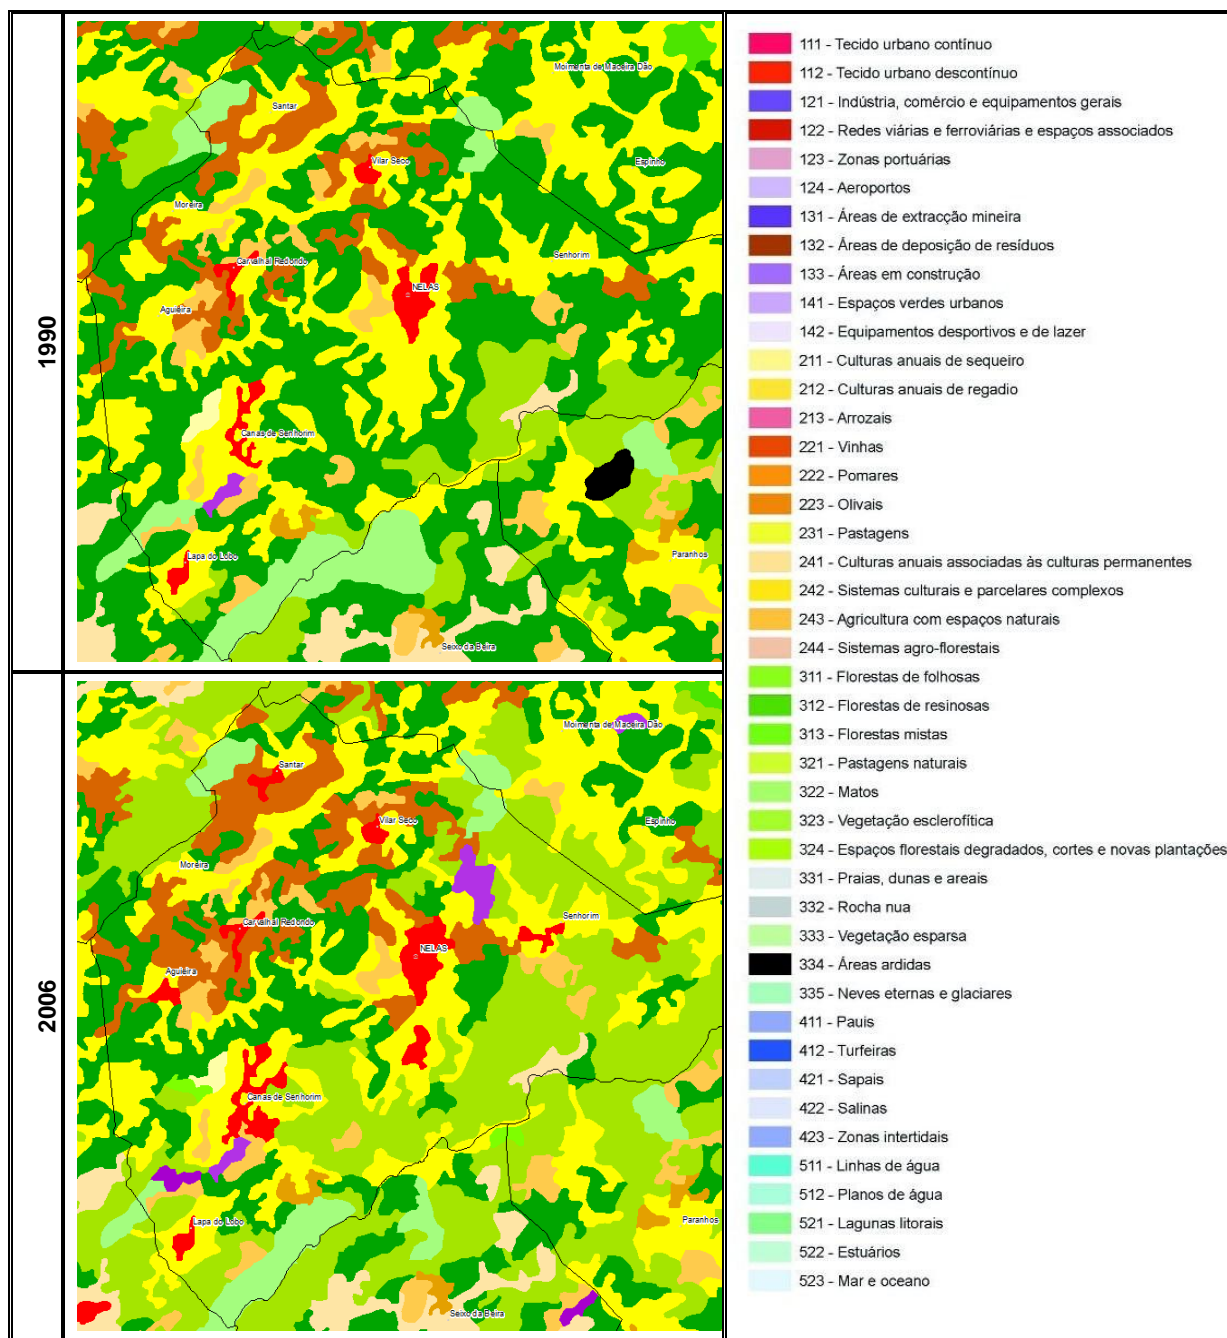 1990
Santar
Moimenta de Maceira Dão
Vilar Seco
Espinho
Moreira
Carvalhal Redondo
Senhorim
NELAS
Aguieira
Canas de Senhorim
Lapa do Lobo
Paranhos
Seixo da Beira
2006
Moimenta de Maceira Dão
Santar
Vilar Seco
Espinho
Moreira
Carvalhal Redondo
Senhorim
NELAS
Aguieira
Canas de Senhorim
Lapa do Lobo
Paranhos
Seixo da Beira
111 - Tecido urbano contínuo
112 - Tecido urbano descontínuo
121 - Indústria, comércio e equipamentos gerais
122 - Redes viárias e ferroviárias e espaços associados
123 - Zonas portuárias
124 - Aeroportos
131 - Áreas de extracção mineira
132 - Áreas de deposição de resíduos
133 - Áreas em construção
141 - Espaços verdes urbanos
142 - Equipamentos desportivos e de lazer
211 - Culturas anuais de sequeiro
212 - Culturas anuais de regadio
213 - Arrozais
221 - Vinhas
222 - Pomares
223 - Olivais
231 - Pastagens
241 - Culturas anuais associadas às culturas permanentes
242 - Sistemas culturais e parcelares complexos
243 - Agricultura com espaços naturais
244 - Sistemas agro-florestais
311 - Florestas de folhosas
312 - Florestas de resinosas
313 - Florestas mistas
321 - Pastagens naturais
322 - Matos
323 - Vegetação esclerofítica
324 - Espaços florestais degradados, cortes e novas plantações
331 - Praias, dunas e areais
332 - Rocha nua
333 - Vegetação esparsa
334 - Áreas ardidas
335 - Neves eternas e glaciares
411 - Pauis
412 - Turfeiras
421 - Sapais
422 - Salinas
423 - Zonas intertidais
511 - Linhas de água
512 - Planos de água
521 - Lagunas litorais
522 - Estuários
523 - Mar e oceano